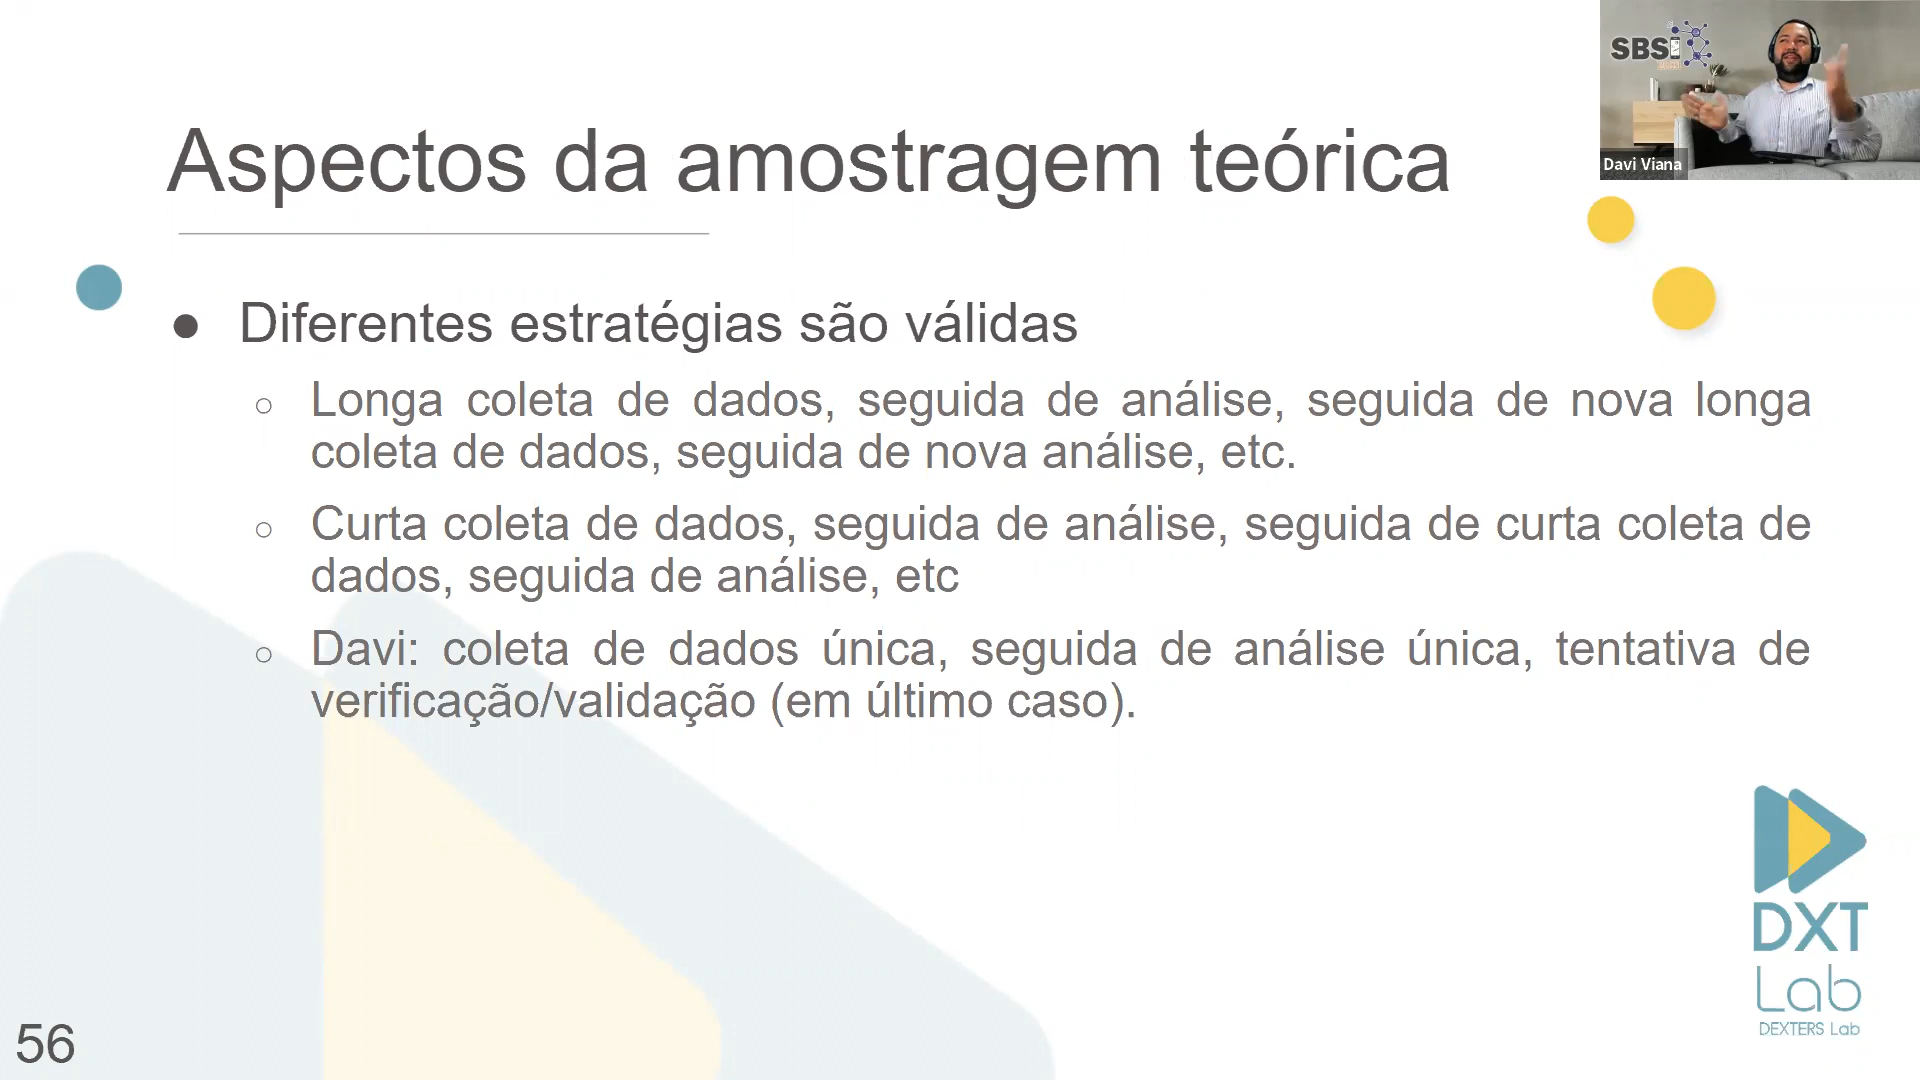 SBSI
Davi Viana
Aspectos da amostragem teórica
● Diferentes estratégias são válidas
○ Longa coleta de dados, seguida de análise, seguida de nova longa
coleta de dados, seguida de nova análise, etc.
○ Curta coleta de dados, seguida de análise, seguida de curta coleta de
dados, seguida de análise, etc
○ Davi: coleta de dados única, seguida de análise única, tentativa de
verificação/validação (em último caso).
DXT
Lab
DEXTERS Lab
56